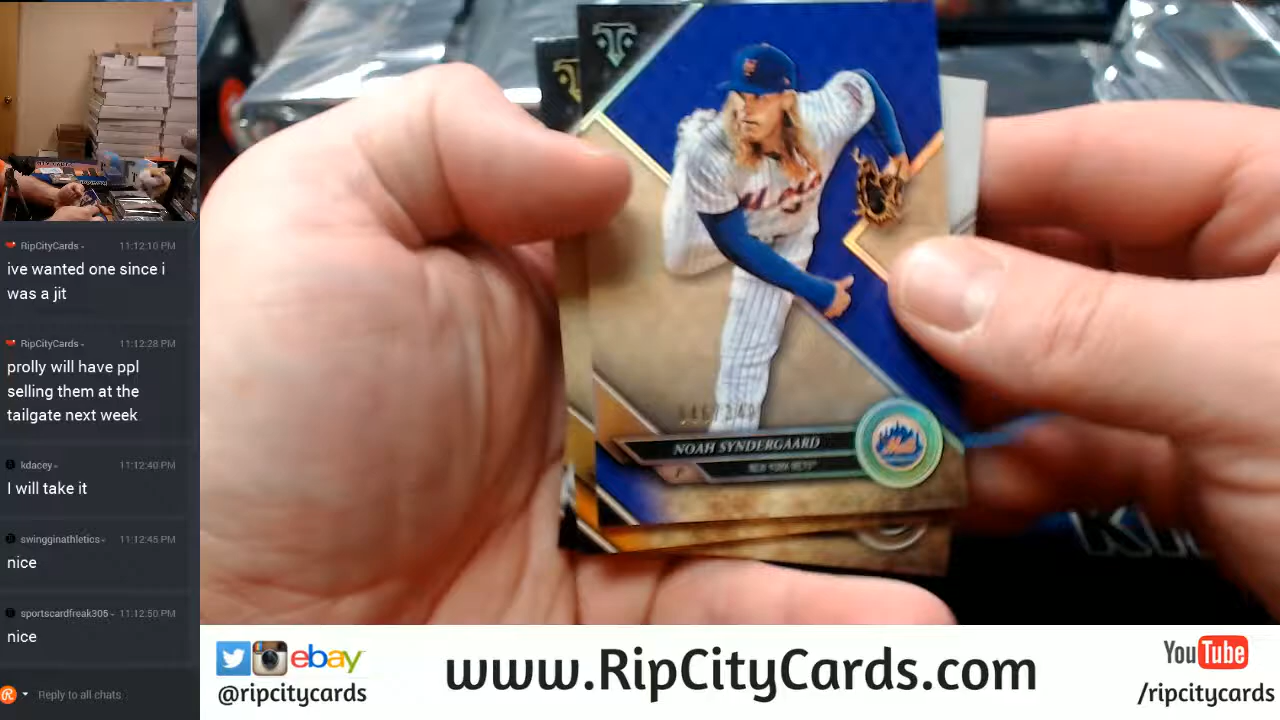 RipCityCards - 11:12:10 PM
ive wanted one since i
was a jit
RipCityCards - 11:12:28 PM
prolly will have ppl
selling them at the
tailgate next week
kdacey- 11:12:40 PM
I will take it
swingginathletics- 11:12:45 PM
nice
sportscardfreak305 - 11:12:50 PM
nice
Reply to all chats
NOAH SYNDERGAARD
NEW YORK METS
Mets
ebay
@ripcitycards
www.RipCityCards.com
YouTube
/ripcitycards